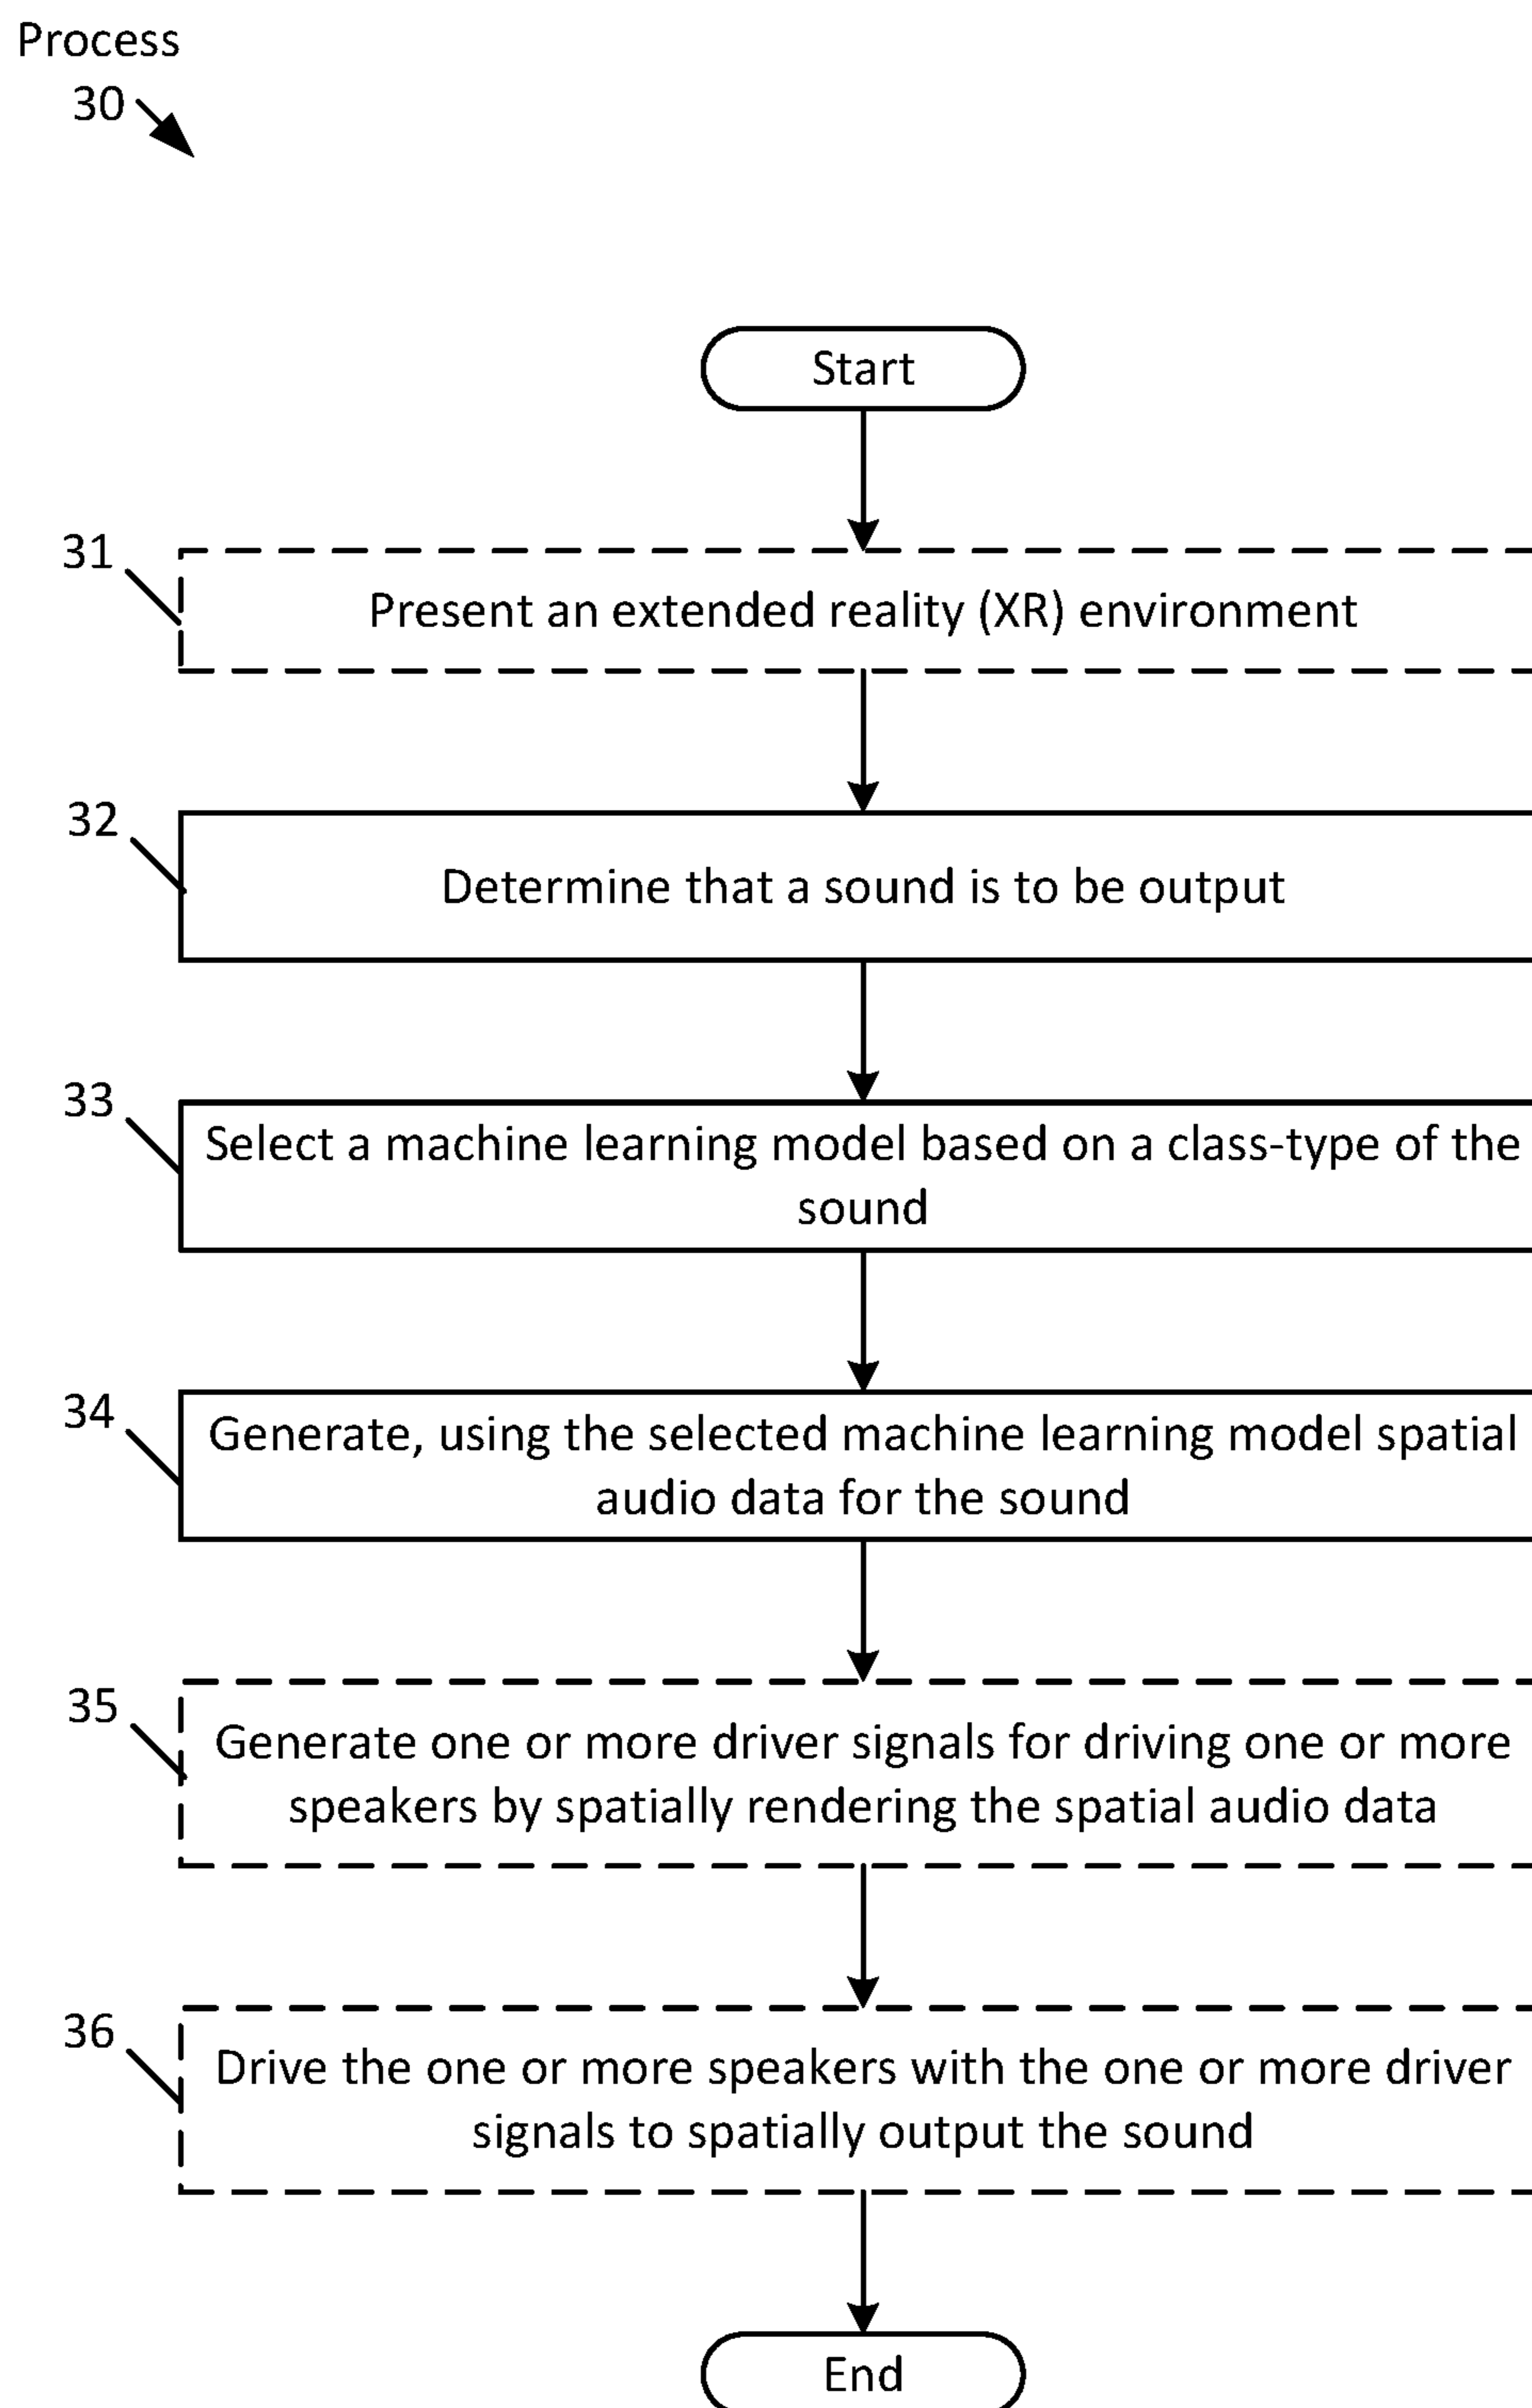 Process
30
Start
31
Present an extended reality (XR) environment
32
Determine that a sound is to be output
33
Select a machine learning model based on a class-type of the
sound
34
Generate, using the selected machine learning model spatial
audio data for the sound
35
Generate one or more driver signals for driving one or more
speakers by spatially rendering the spatial audio data
36
Drive the one or more speakers with the one or more driver
signals to spatially output the sound
End